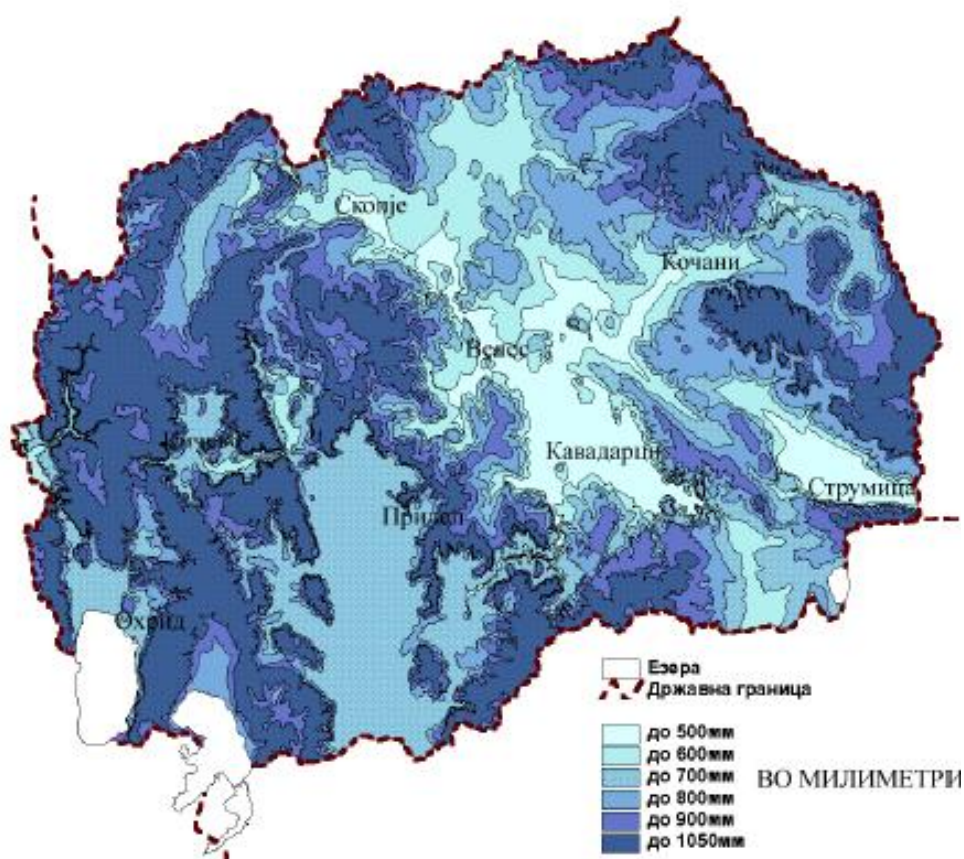 Скопје
Кочани
Велес
Кичево
Кавадарци
Струмица
Прилеп
Охрид
Езера
Државна граница
до 500мм
до 600мм
до 700мм
до 800мм
до 900мм
до 1050мм
ВО МИЛИМЕТРИ